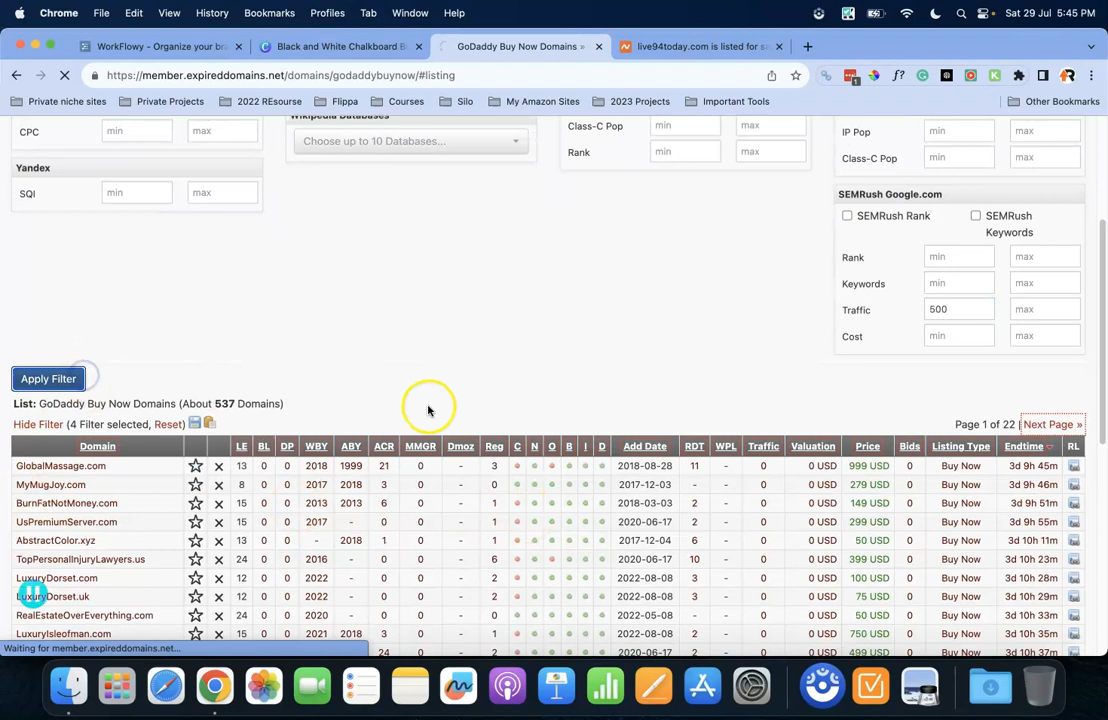 Chrome File Edit View History Bookmarks Profiles Tab Window Help Sat 29 Jul 5:45 PM
WorkFlowy - Organize your bra Black and White Chalkboard B GoDaddy Buy Now Domains » live94today.com is listed for sa
https://member.expireddomains.net/domains/godaddybuynow/#listing
Private niche sites Private Projects 2022 REsourse Flippa Courses Silo My Amazon Sites 2023 Projects Important Tools Other Bookmarks
CPC min max Wikipedia Databases Class-C Pop min max IP Pop min max
Choose up to 10 Databases...
Rank min max Class-C Pop min max
Yandex
SQI min max SEMRush Google.com
SEMRush Rank SEMRush Keywords
Rank min max
Keywords min max
Traffic 500 max
Cost min max
Apply Filter
List: GoDaddy Buy Now Domains (About 537 Domains)
Hide Filter (4 Filter selected, Reset) Page 1 of 22 | Next Page »
Domain LE BL DP WBY ABY ACR MMGR Dmoz Reg C N O B I D Add Date RDT WPL Traffic Valuation Price Bids Listing Type Endtime RL
GlobalMassage.com 13 0 0 2018 1999 21 0 - 3 2018-08-28 11 - 0 0 USD 999 USD 0 Buy Now 3d 9h 45m
MyMugJoy.com 8 0 0 2017 2018 3 0 - 0 2017-12-03 - - 0 0 USD 279 USD 0 Buy Now 3d 9h 46m
BurnFatNotMoney.com 15 0 0 2013 2013 6 0 - 1 2018-03-03 2 - 0 0 USD 149 USD 0 Buy Now 3d 9h 51m
UsPremiumServer.com 15 0 0 2017 - 0 0 - 1 2020-06-17 2 - 0 0 USD 299 USD 0 Buy Now 3d 9h 55m
AbstractColor.xyz 13 0 0 - 2018 1 0 - 1 2017-12-04 6 - 0 0 USD 50 USD 0 Buy Now 3d 10h 11m
TopPersonalInjuryLawyers.us 24 0 0 2016 - 0 0 - 6 2020-06-17 10 - 0 0 USD 399 USD 0 Buy Now 3d 10h 23m
LuxuryDorset.com 12 0 0 2022 - 0 0 - 2 2022-08-08 3 - 0 0 USD 100 USD 0 Buy Now 3d 10h 28m
LuxuryDorset.uk 12 0 0 2022 - 0 0 - 2 2022-08-08 3 - 0 0 USD 75 USD 0 Buy Now 3d 10h 29m
RealEstateOverEverything.com 24 0 0 2020 - 0 0 - 1 2022-05-08 - - 0 0 USD 50 USD 0 Buy Now 3d 10h 33m
LuxuryIsleofman.com 15 0 0 2021 2018 3 0 - 1 2022-08-08 2 - 0 0 USD 750 USD 0 Buy Now 3d 10h 35m
Waiting for member.expireddomains.net... 24 0 - 2 2020-06-17 - 0 0 USD 499 USD 0 Buy Now 3d 10h 37m